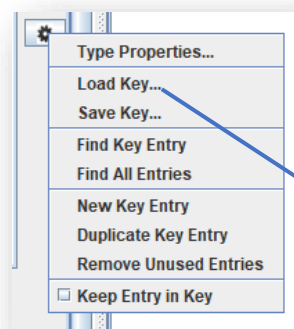 Type Properties...
Load Key...
Save Key...
Find Key Entry
Find All Entries
New Key Entry
Duplicate Key Entry
Remove Unused Entries
Keep Entry in Key